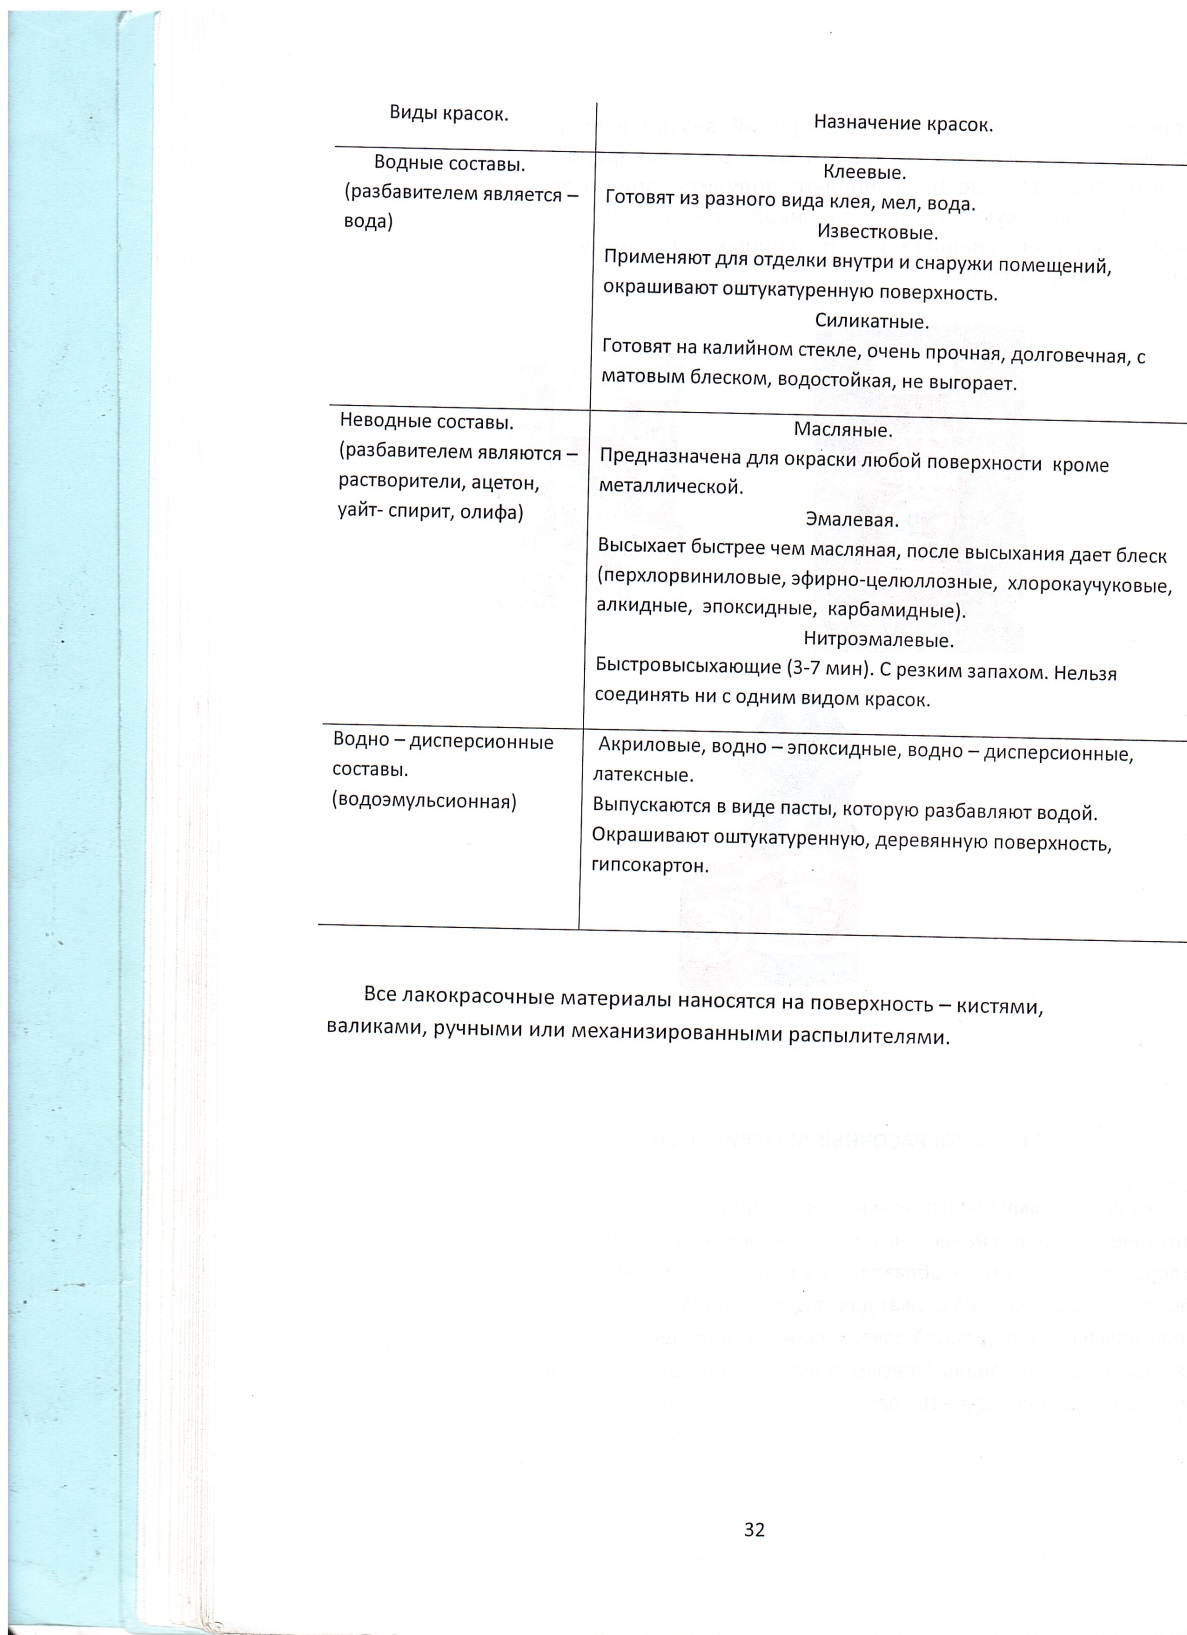 Виды красок.
Назначение красок.
Водные составы.
(разбавителем является –
вода)
Клеевые.
Готовят из разного вида клея, мел, вода.
Известковые.
Применяют для отделки внутри и снаружи помещений,
окрашивают оштукатуренную поверхность.
Силикатные.
Готовят на калийном стекле, очень прочная, долговечная, с
матовым блеском, водостойкая, не выгорает.
Неводные составы.
(разбавителем являются –
растворители, ацетон,
уайт- спирит, олифа)
Масляные.
Предназначена для окраски любой поверхности  кроме
металлической.
Эмалевая.
Высыхает быстрее чем масляная, после высыхания дает блеск
(перхлорвиниловые, эфирно-целюллозные,  хлорокаучуковые,
алкидные,  эпоксидные,  карбамидные).
Нитроэмалевые.
Быстровысыхающие (3-7 мин). С резким запахом. Нельзя
соединять ни с одним видом красок.
Водно – дисперсионные
составы.
(водоэмульсионная)
Акриловые, водно – эпоксидные, водно – дисперсионные,
латексные.
Выпускаются в виде пасты, которую разбавляют водой.
Окрашивают оштукатуренную, деревянную поверхность,
гипсокартон.
Все лакокрасочные материалы наносятся на поверхность – кистями,
валиками, ручными или механизированными распылителями.
32